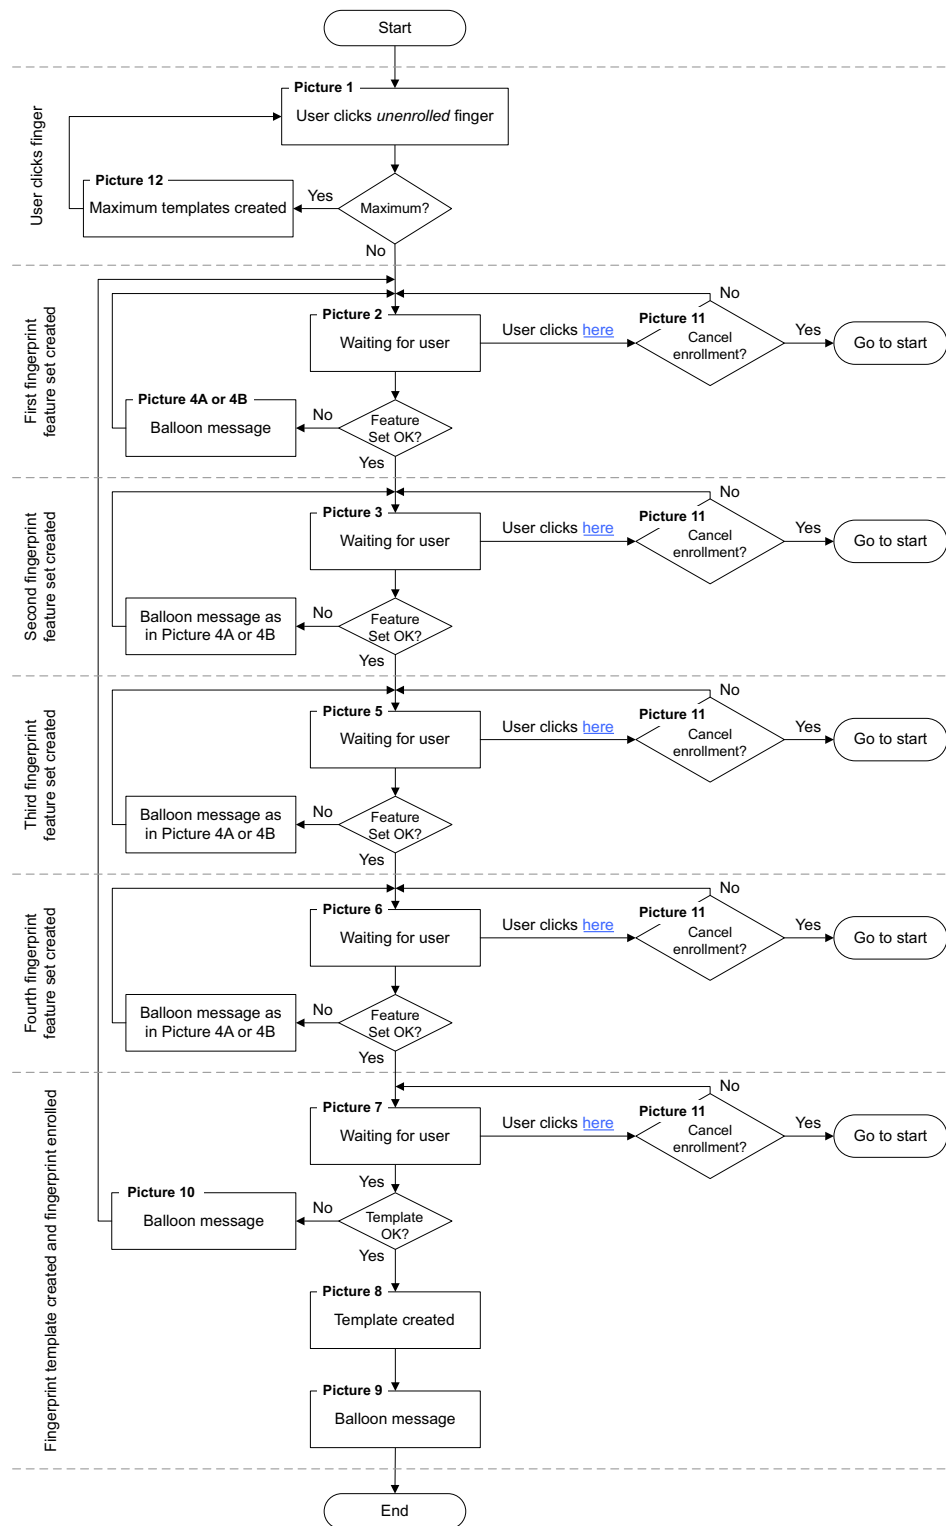 Start
User clicks finger
Picture 1
User clicks unenrolled finger
Picture 12
Maximum templates created
Yes
Maximum?
No
First fingerprint
feature set created
No
Picture 2
Waiting for user
User clicks here
Picture 11
Cancel
enrollment?
Yes
Go to start
Picture 4A or 4B
Balloon message
No
Feature
Set OK?
Yes
Second fingerprint
feature set created
No
Picture 3
Waiting for user
User clicks here
Picture 11
Cancel
enrollment?
Yes
Go to start
Balloon message as
in Picture 4A or 4B
No
Feature
Set OK?
Yes
Third fingerprint
feature set created
No
Picture 5
Waiting for user
User clicks here
Picture 11
Cancel
enrollment?
Yes
Go to start
Balloon message as
in Picture 4A or 4B
No
Feature
Set OK?
Yes
Fourth fingerprint
feature set created
No
Picture 6
Waiting for user
User clicks here
Picture 11
Cancel
enrollment?
Yes
Go to start
Balloon message as
in Picture 4A or 4B
No
Feature
Set OK?
Yes
Fingerprint template created and fingerprint enrolled
No
Picture 7
Waiting for user
User clicks here
Picture 11
Cancel
enrollment?
Yes
Go to start
Yes
Picture 10
Balloon message
No
Template
OK?
Yes
Picture 8
Template created
Picture 9
Balloon message
End